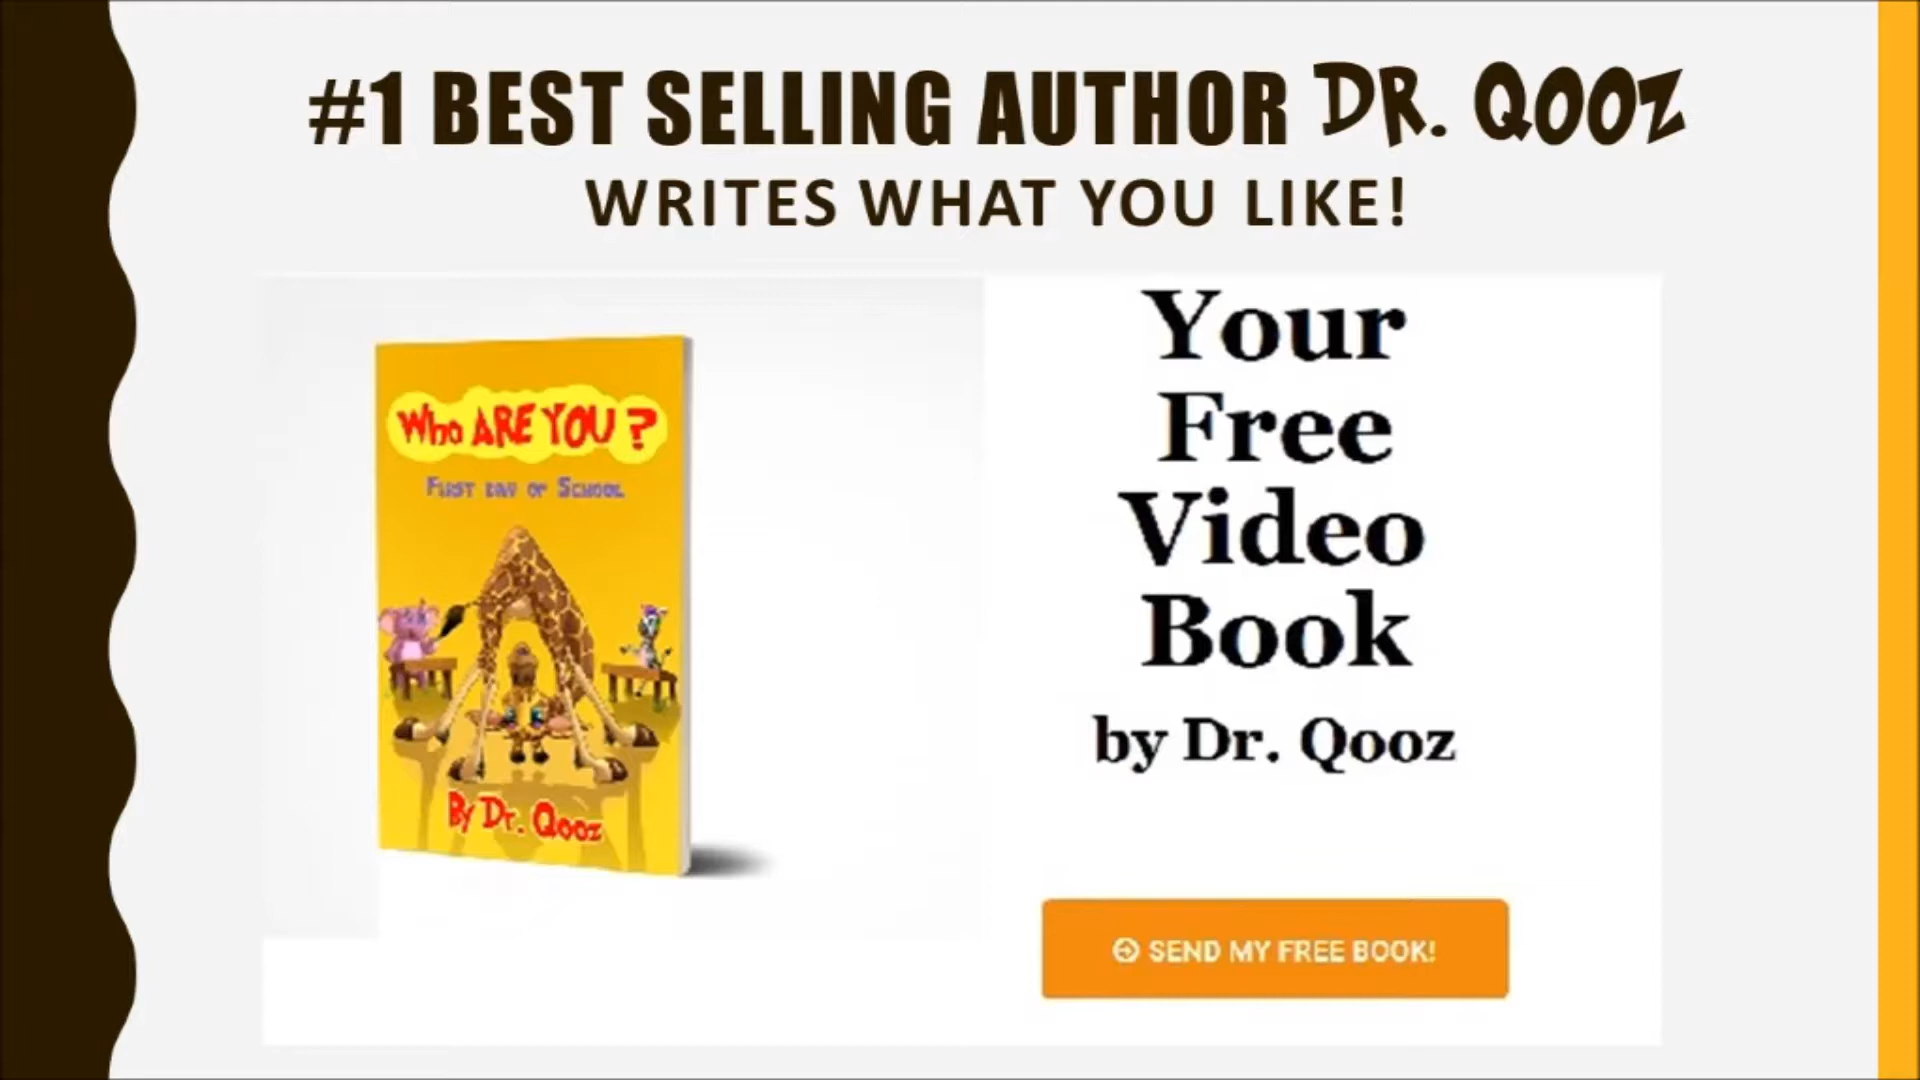 #1 BEST SELLING AUTHOR DR. QOOZ
WRITES WHAT YOU LIKE!
Who ARE YOU?
First day of School
By Dr. Qooz
Your
Free
Video
Book
by Dr. Qooz
SEND MY FREE BOOK!